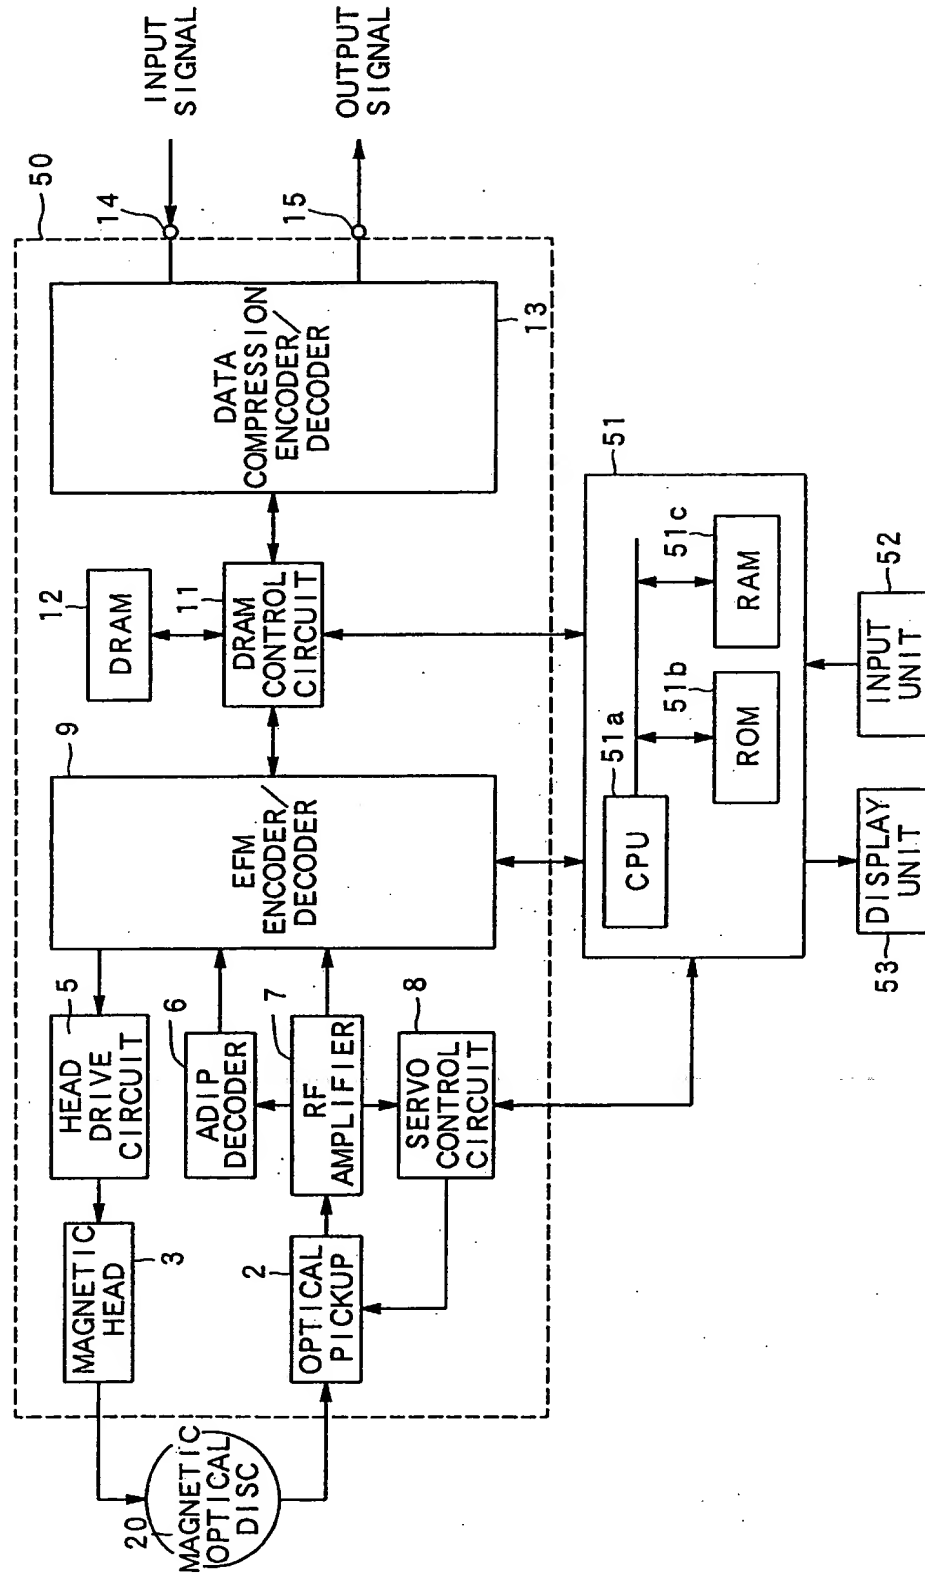 50
14
INPUT
SIGNAL
15
OUTPUT
SIGNAL
DATA
COMPRESSION
ENCODER/
DECODER
13
12
DRAM
11
DRAM
CONTROL
CIRCUIT
9
EFM
ENCODER/
DECODER
5
HEAD
DRIVE
CIRCUIT
6
ADIP
DECODER
7
RF
AMPLIFIER
8
SERVO
CONTROL
CIRCUIT
MAGNETIC
HEAD
3
2
OPTICAL
PICKUP
20
MAGNETIC
OPTICAL
DISC
51
51a
CPU
51b
ROM
51c
RAM
52
INPUT
UNIT
53
DISPLAY
UNIT